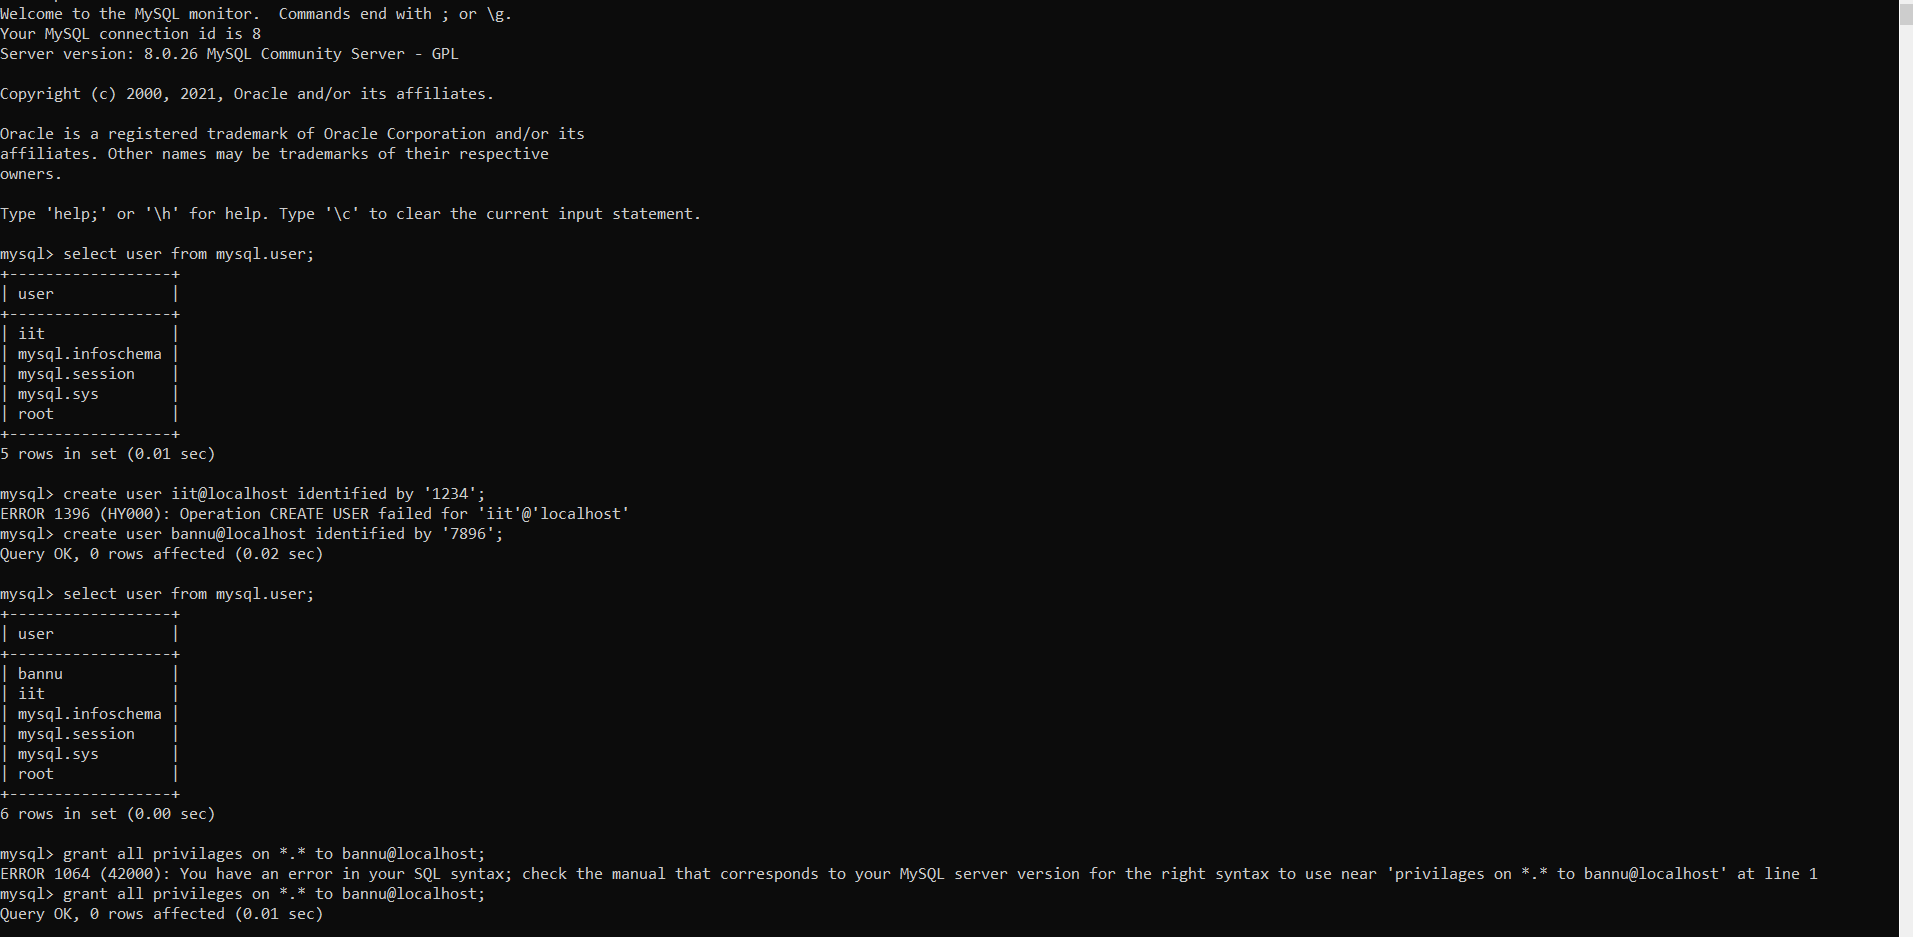 Welcome to the MySQL monitor.  Commands end with ; or \g.
Your MySQL connection id is 8
Server version: 8.0.26 MySQL Community Server - GPL

Copyright (c) 2000, 2021, Oracle and/or its affiliates.

Oracle is a registered trademark of Oracle Corporation and/or its
affiliates. Other names may be trademarks of their respective
owners.

Type 'help;' or '\h' for help. Type '\c' to clear the current input statement.

mysql> select user from mysql.user;
+------------------+
| user             |
+------------------+
| iit              |
| mysql.infoschema |
| mysql.session    |
| mysql.sys        |
| root             |
+------------------+
5 rows in set (0.01 sec)

mysql> create user iit@localhost identified by '1234';
ERROR 1396 (HY000): Operation CREATE USER failed for 'iit'@'localhost'
mysql> create user bannu@localhost identified by '7896';
Query OK, 0 rows affected (0.02 sec)

mysql> select user from mysql.user;
+------------------+
| user             |
+------------------+
| bannu            |
| iit              |
| mysql.infoschema |
| mysql.session    |
| mysql.sys        |
| root             |
+------------------+
6 rows in set (0.00 sec)

mysql> grant all privilages on *.* to bannu@localhost;
ERROR 1064 (42000): You have an error in your SQL syntax; check the manual that corresponds to your MySQL server version for the right syntax to use near 'privilages on *.* to bannu@localhost' at line 1
mysql> grant all privileges on *.* to bannu@localhost;
Query OK, 0 rows affected (0.01 sec)